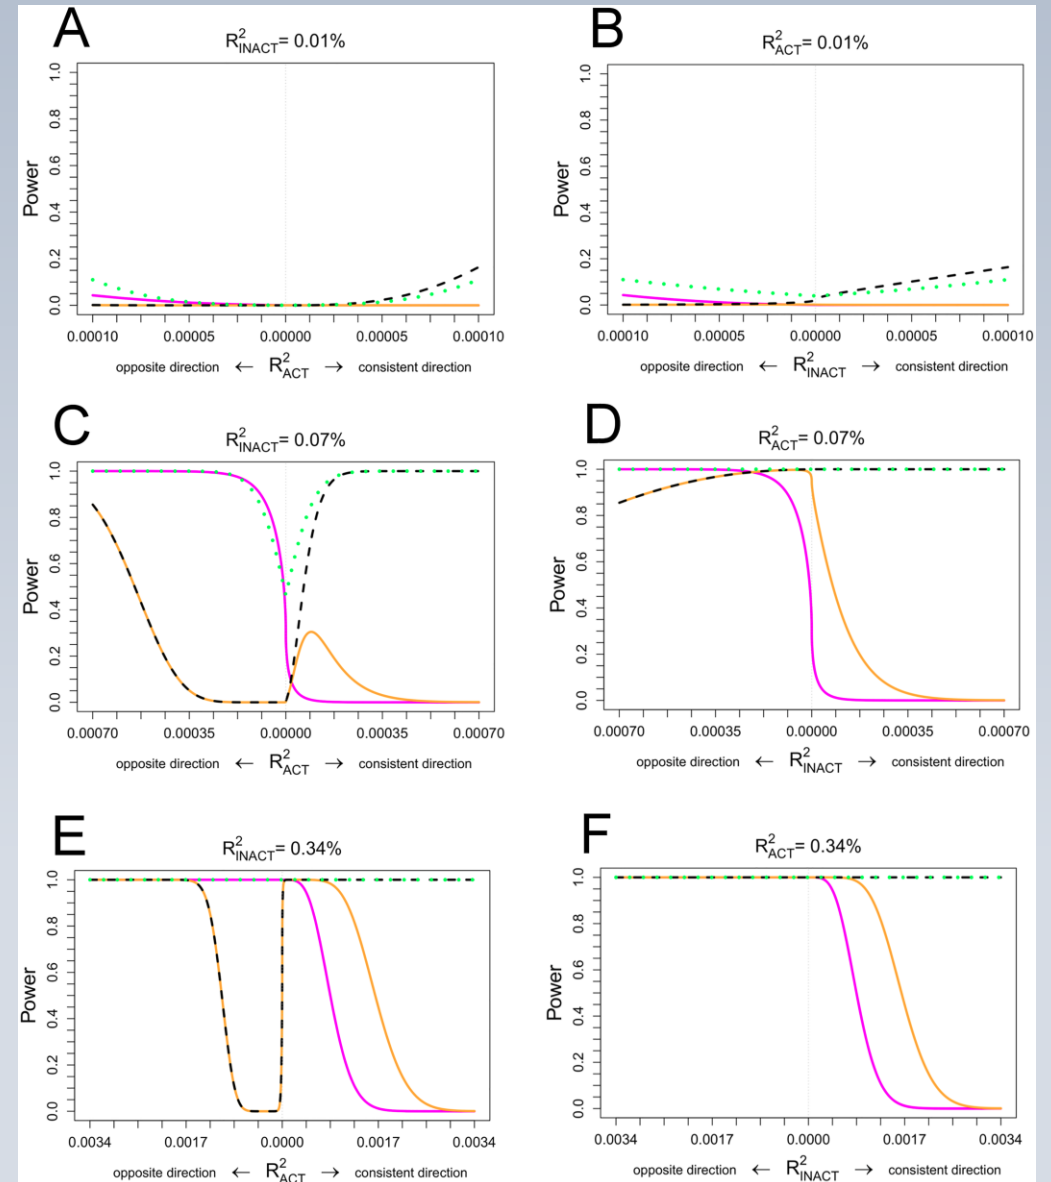 A
R²INACT= 0.01%
Power
0.0 0.2 0.4 0.6 0.8 1.0
0.00010 0.00005 0.00000 0.00005 0.00010
opposite direction ← R²ACT → consistent direction
B
R²ACT= 0.01%
Power
0.0 0.2 0.4 0.6 0.8 1.0
0.00010 0.00005 0.00000 0.00005 0.00010
opposite direction ← R²INACT → consistent direction
C
R²INACT= 0.07%
Power
0.0 0.2 0.4 0.6 0.8 1.0
0.00070 0.00035 0.00000 0.00035 0.00070
opposite direction ← R²ACT → consistent direction
D
R²ACT= 0.07%
Power
0.0 0.2 0.4 0.6 0.8 1.0
0.00070 0.00035 0.00000 0.00035 0.00070
opposite direction ← R²INACT → consistent direction
E
R²INACT= 0.34%
Power
0.0 0.2 0.4 0.6 0.8 1.0
0.0034 0.0017 0.0000 0.0017 0.0034
opposite direction ← R²ACT → consistent direction
F
R²ACT= 0.34%
Power
0.0 0.2 0.4 0.6 0.8 1.0
0.0034 0.0017 0.0000 0.0017 0.0034
opposite direction ← R²INACT → consistent direction